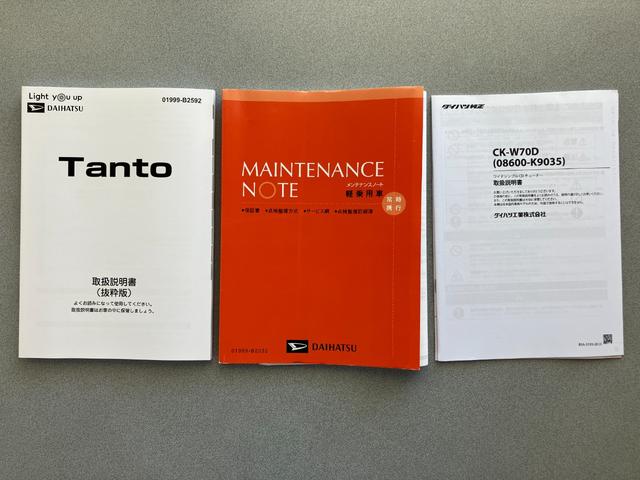 Light you up
DAIHATSU
01999-B2592
Tanto
取扱説明書
（抜粋版）
よくお読みになって使用してください。
取扱説明書はお車の中に保管しましょう。
MAINTENANCE
NOTE
メンテナンスノート
軽乗用車
常時
携行
•保証書 •点検整備方式 •サービス網 •点検整備記録簿
DAIHATSU
ダイハツ純正
CK-W70D
(08600-K9035)
ワイドシンプルCDチューナー
取扱説明書
ダイハツ工業株式会社